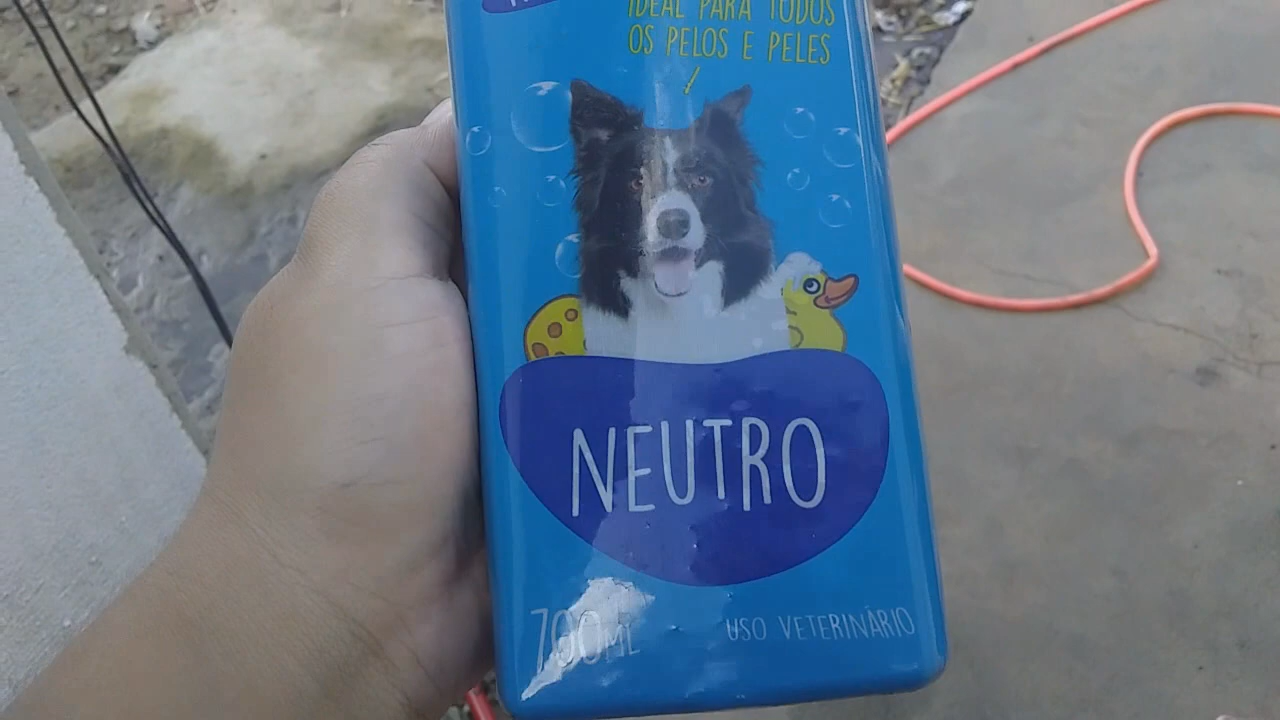 IDEAL PARA TODOS
OS PELOS E PELES
NEUTRO
700ML
USO VETERINÁRIO